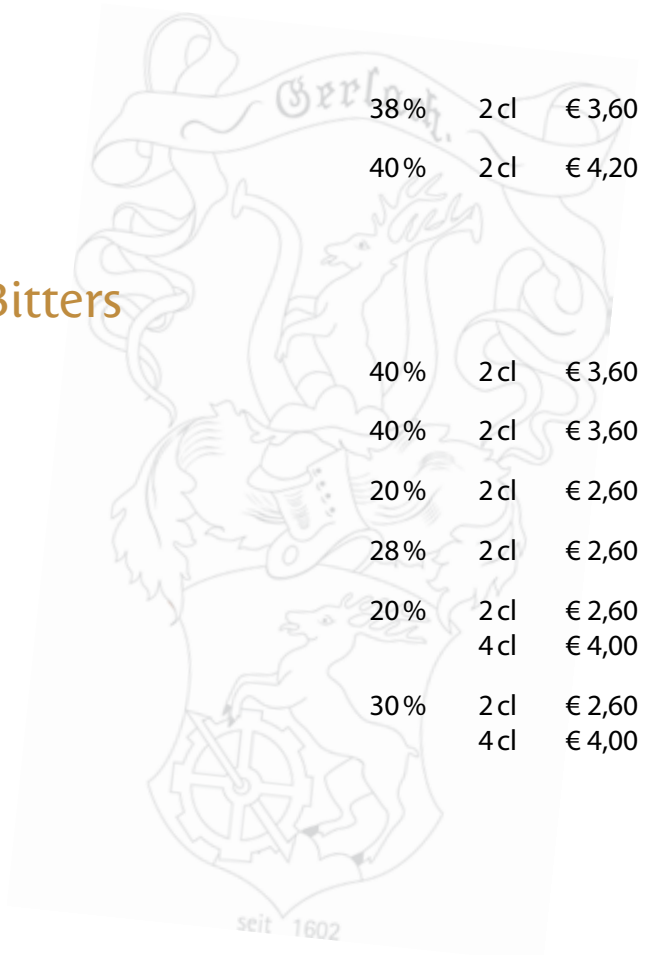 Gerlach.
38 % 2 cl € 3,60
40 % 2 cl € 4,20
Bitters
40 % 2 cl € 3,60
40 % 2 cl € 3,60
20 % 2 cl € 2,60
28 % 2 cl € 2,60
20 % 2 cl € 2,60
4 cl € 4,00
30 % 2 cl € 2,60
4 cl € 4,00
seit 1602